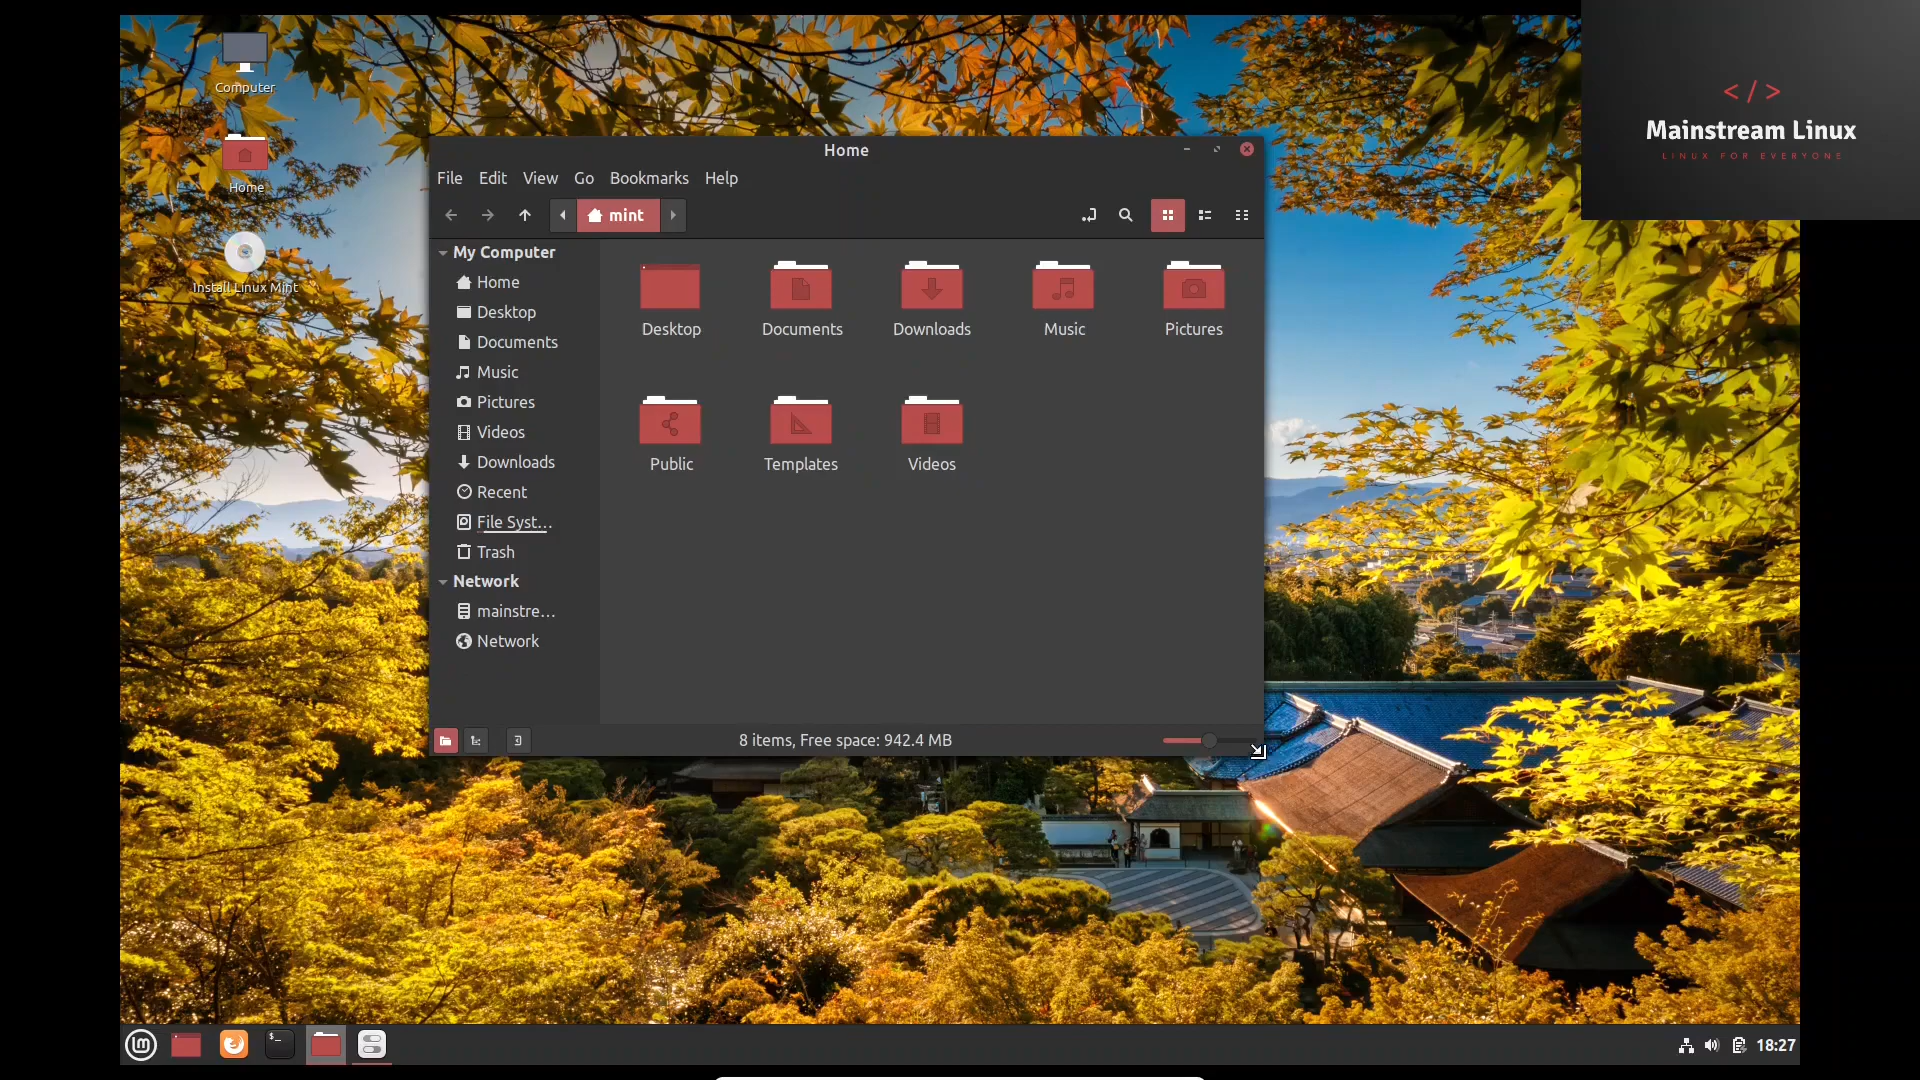 Computer
Home
Install Linux Mint
</>
Mainstream Linux
LINUX FOR EVERYONE
Home
File Edit View Go Bookmarks Help
mint
My Computer
Home
Desktop
Documents
Music
Pictures
Videos
Downloads
Recent
File Syst...
Trash
Network
mainstre...
Network
Desktop Documents Downloads Music Pictures
Public Templates Videos
8 items, Free space: 942.4 MB
$_
lm
18:27